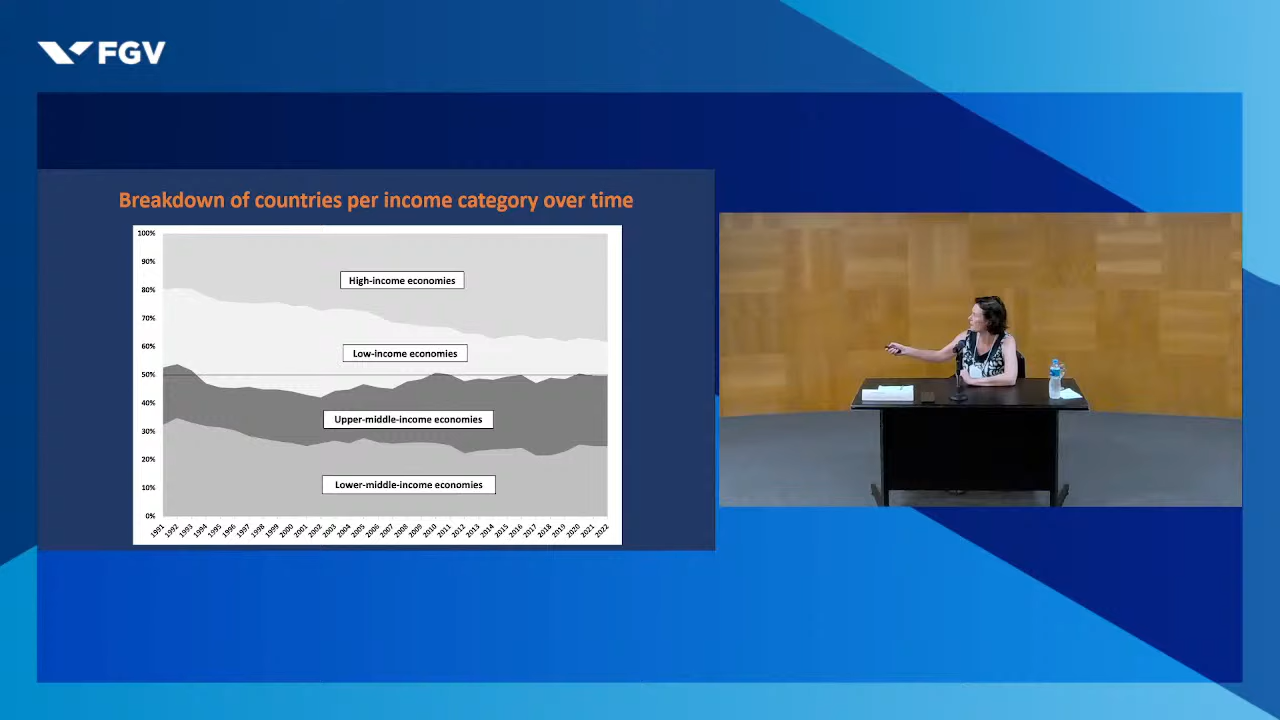 FGV
Breakdown of countries per income category over time
100%
90%
80%
70%
60%
50%
40%
30%
20%
10%
0%
High-income economies
Low-income economies
Upper-middle-income economies
Lower-middle-income economies
1991 1992 1993 1994 1995 1996 1997 1998 1999 2000 2001 2002 2003 2004 2005 2006 2007 2008 2009 2010 2011 2012 2013 2014 2015 2016 2017 2018 2019 2020 2021 2022